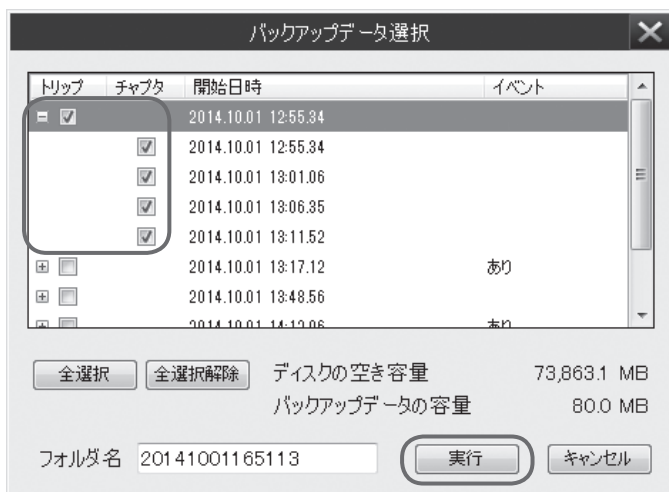 バックアップデータ選択
トリップ チャプタ 開始日時 イベント
2014.10.01 12:55.34
2014.10.01 12:55.34
2014.10.01 13:01.06
2014.10.01 13:06.35
2014.10.01 13:11.52
2014.10.01 13:17.12 あり
2014.10.01 13:48.56
2014.10.01 14:12.06 あり
全選択 全選択解除 ディスクの空き容量 73,863.1 MB
バックアップデータの容量 80.0 MB
フォルダ名 20141001165113 実行 キャンセル